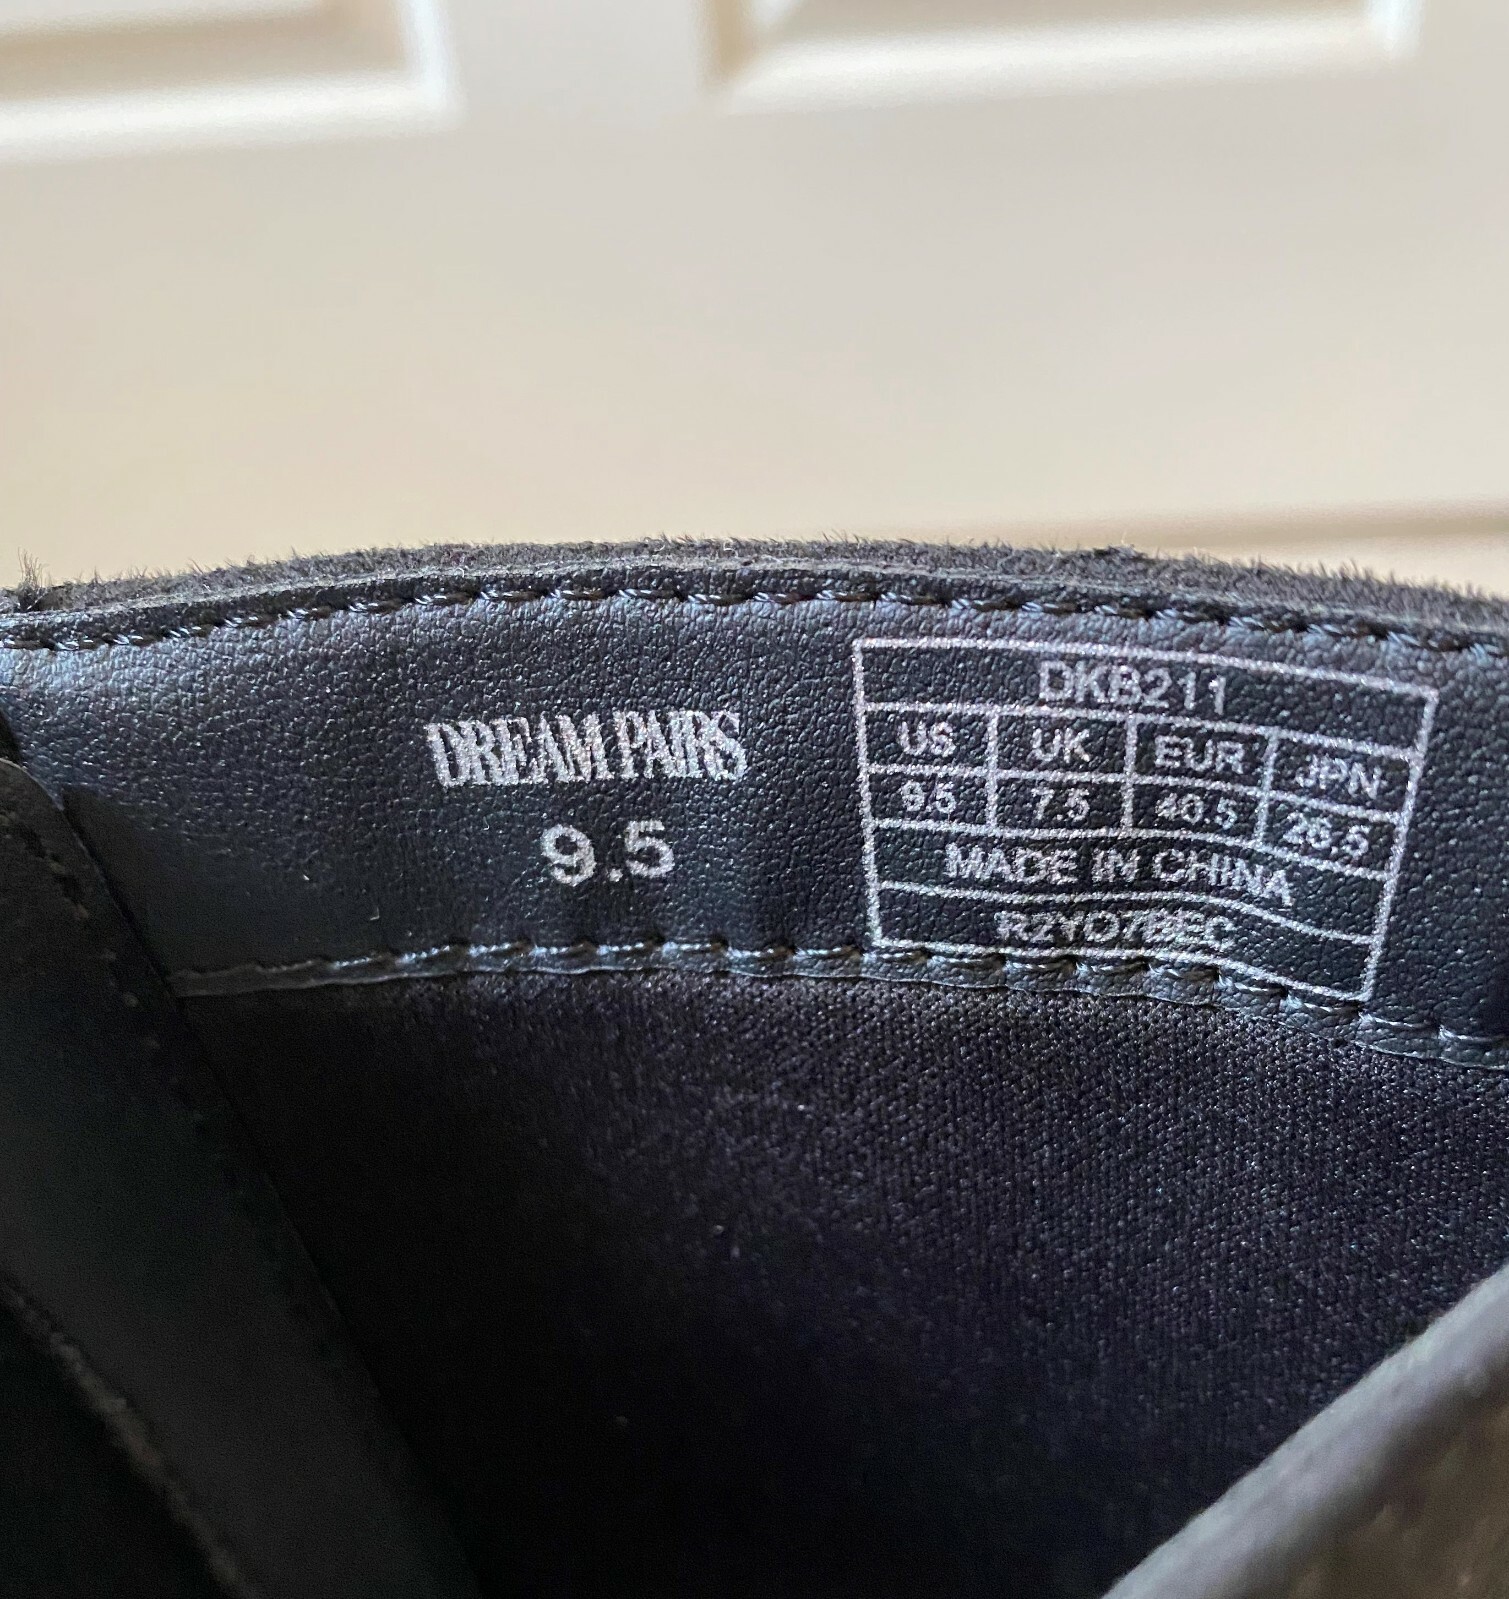 DREAM PAIRS
9.5
DKB211
US UK EUR JPN
9.5 7.5 40.5 26.5
MADE IN CHINA